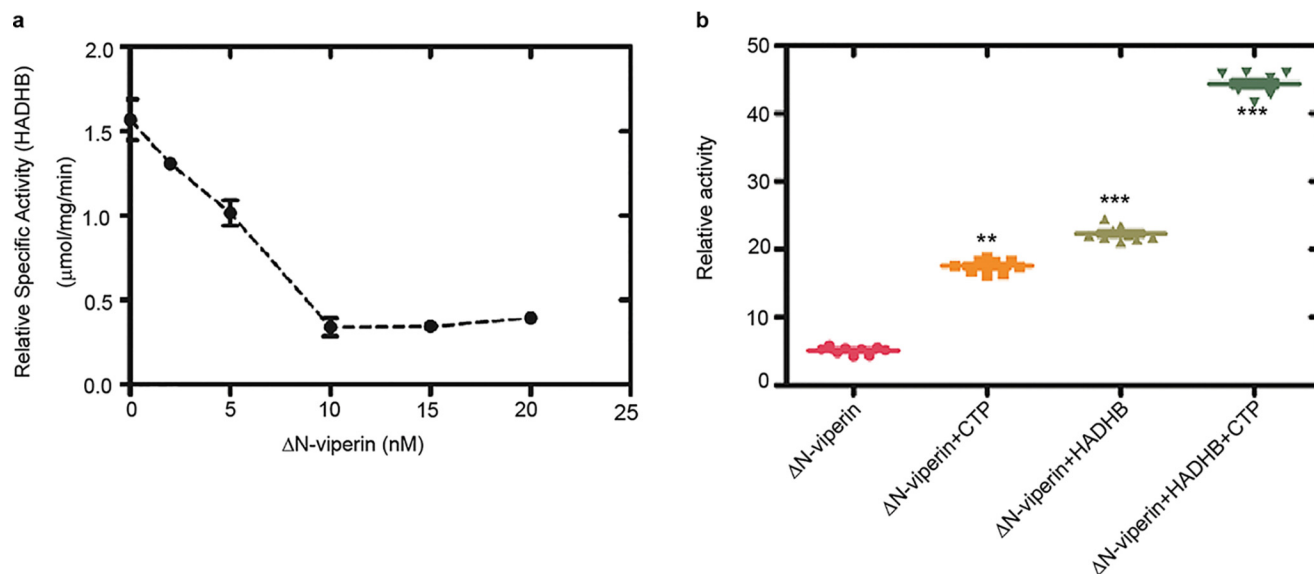 a
Relative Specific Activity (HADHB)
(μmol/mg/min)
2.0
1.5
1.0
0.5
0.0
0
5
10
15
20
25
ΔN-viperin (nM)
b
Relative activity
50
40
30
20
10
0
**
***
***
ΔN-viperin
ΔN-viperin+CTP
ΔN-viperin+HADHB
ΔN-viperin+HADHB+CTP